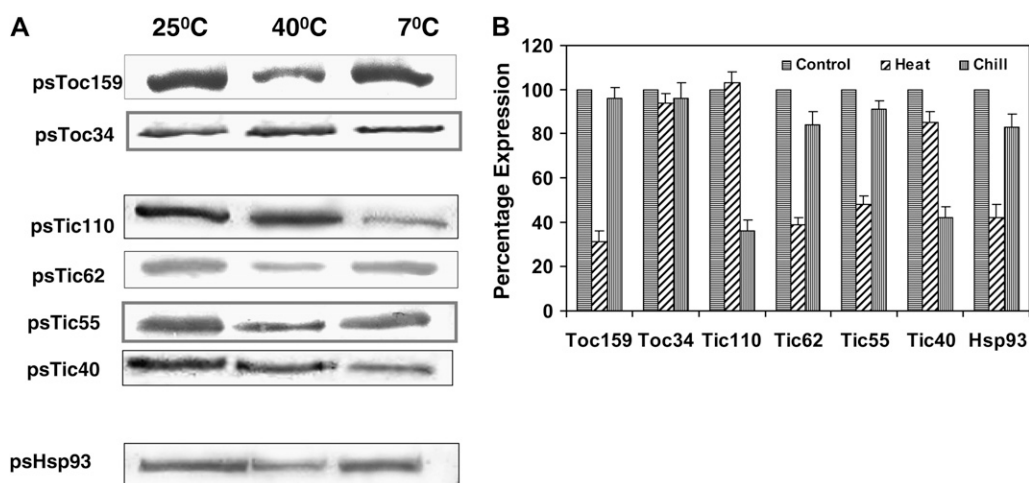 A
25⁰C 40⁰C 7⁰C
psToc159
psToc34
psTic110
psTic62
psTic55
psTic40
psHsp93
B
Percentage Expression
120
100
80
60
40
20
0
Control Heat Chill
Toc159 Toc34 Tic110 Tic62 Tic55 Tic40 Hsp93